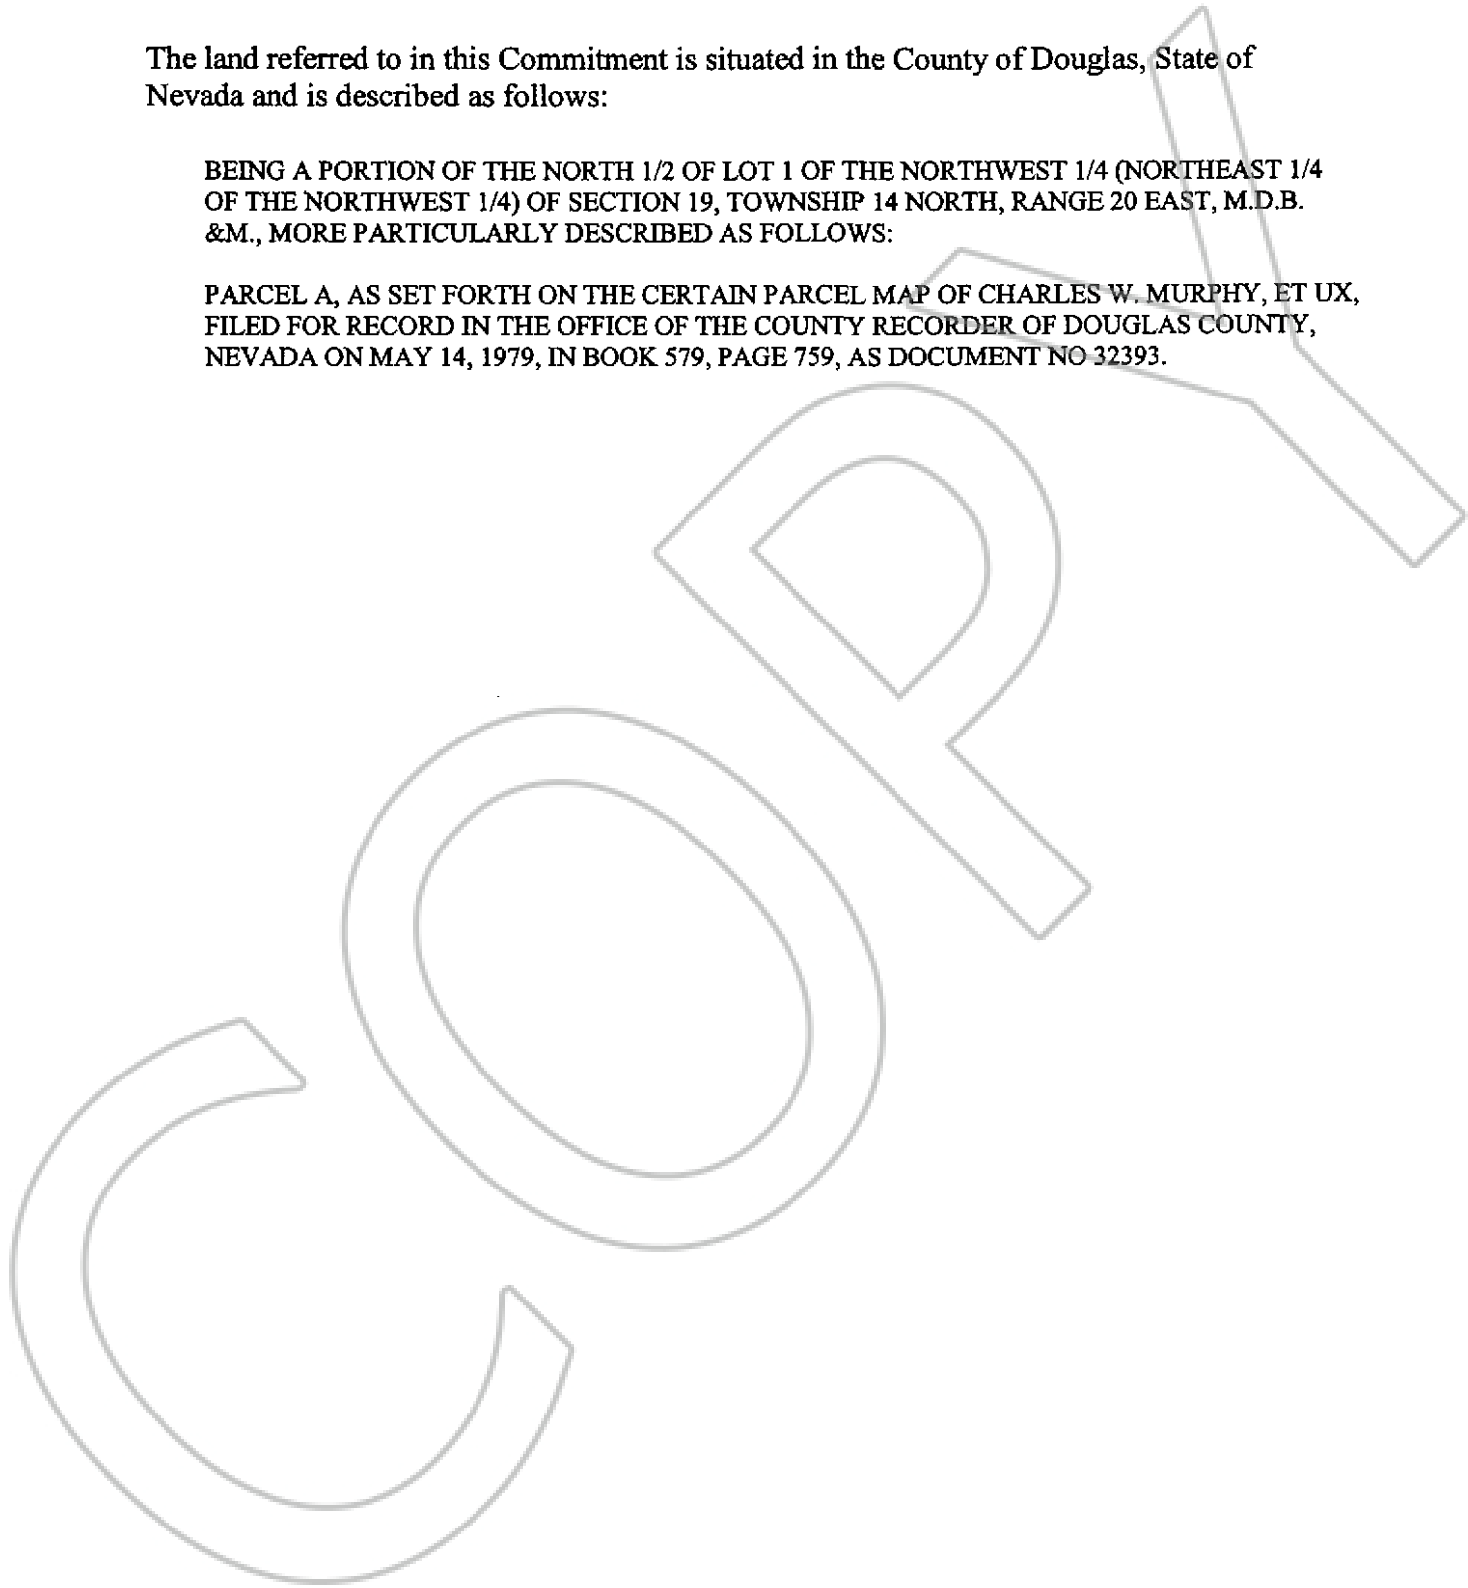 The land referred to in this Commitment is situated in the County of Douglas, State of
Nevada and is described as follows:
BEING A PORTION OF THE NORTH 1/2 OF LOT 1 OF THE NORTHWEST 1/4 (NORTHEAST 1/4
OF THE NORTHWEST 1/4) OF SECTION 19, TOWNSHIP 14 NORTH, RANGE 20 EAST, M.D.B.
&M., MORE PARTICULARLY DESCRIBED AS FOLLOWS:
PARCEL A, AS SET FORTH ON THE CERTAIN PARCEL MAP OF CHARLES W. MURPHY, ET UX,
FILED FOR RECORD IN THE OFFICE OF THE COUNTY RECORDER OF DOUGLAS COUNTY,
NEVADA ON MAY 14, 1979, IN BOOK 579, PAGE 759, AS DOCUMENT NO 32393.
COPY